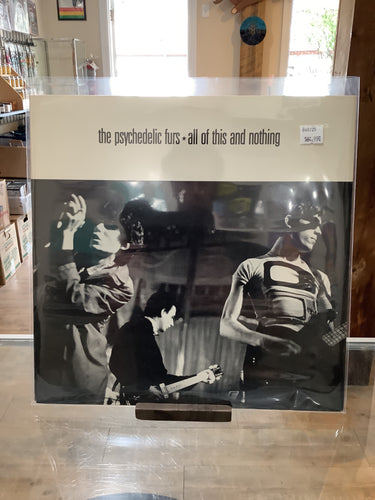 the psychedelic furs * all of this and nothing